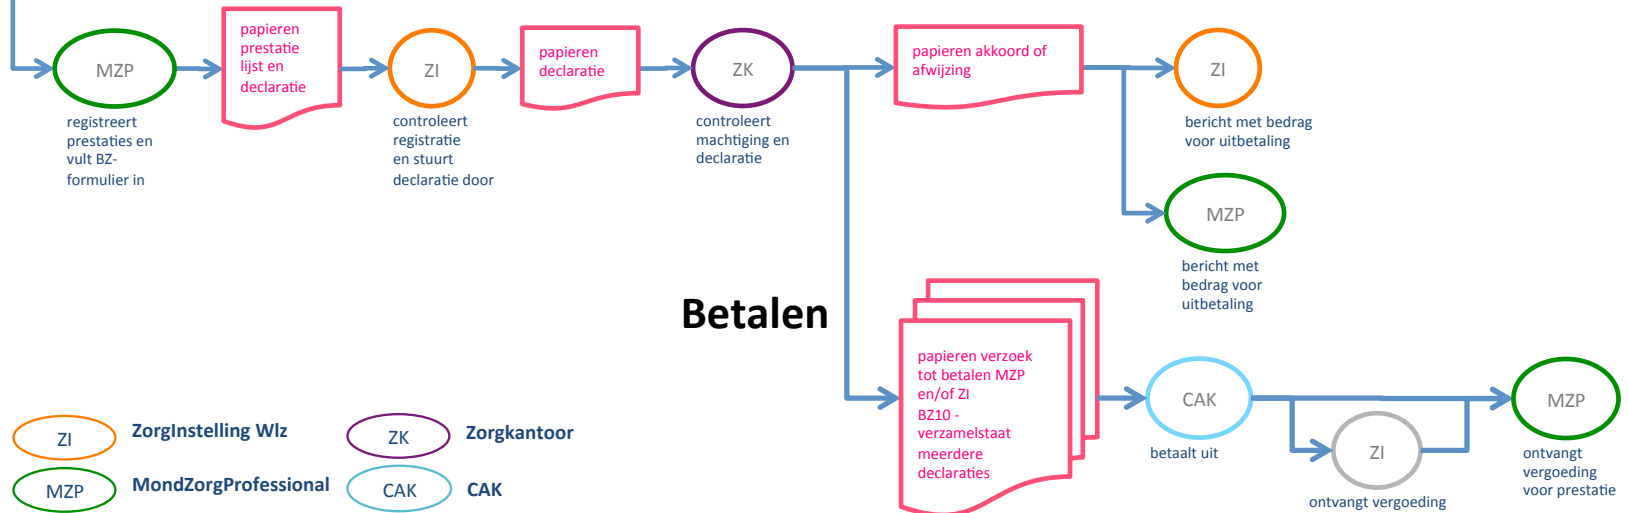 MZP
registreert
prestaties en
vult BZ-
formulier in
papieren
prestatie
lijst en
declaratie
ZI
controleert
registratie
en stuurt
declaratie door
papieren
declaratie
ZK
controleert
machtiging en
declaratie
papieren akkoord of
afwijzing
ZI
bericht met bedrag
voor uitbetaling
MZP
bericht met
bedrag voor
uitbetaling
Betalen
papieren verzoek
tot betalen MZP
en/of ZI
BZ10 -
verzamelstaat
meerdere
declaraties
CAK
betaalt uit
ZI
ontvangt vergoeding
MZP
ontvangt
vergoeding
voor prestatie
ZI ZorgInstelling Wlz
ZK Zorgkantoor
MZP MondZorgProfessional
CAK CAK